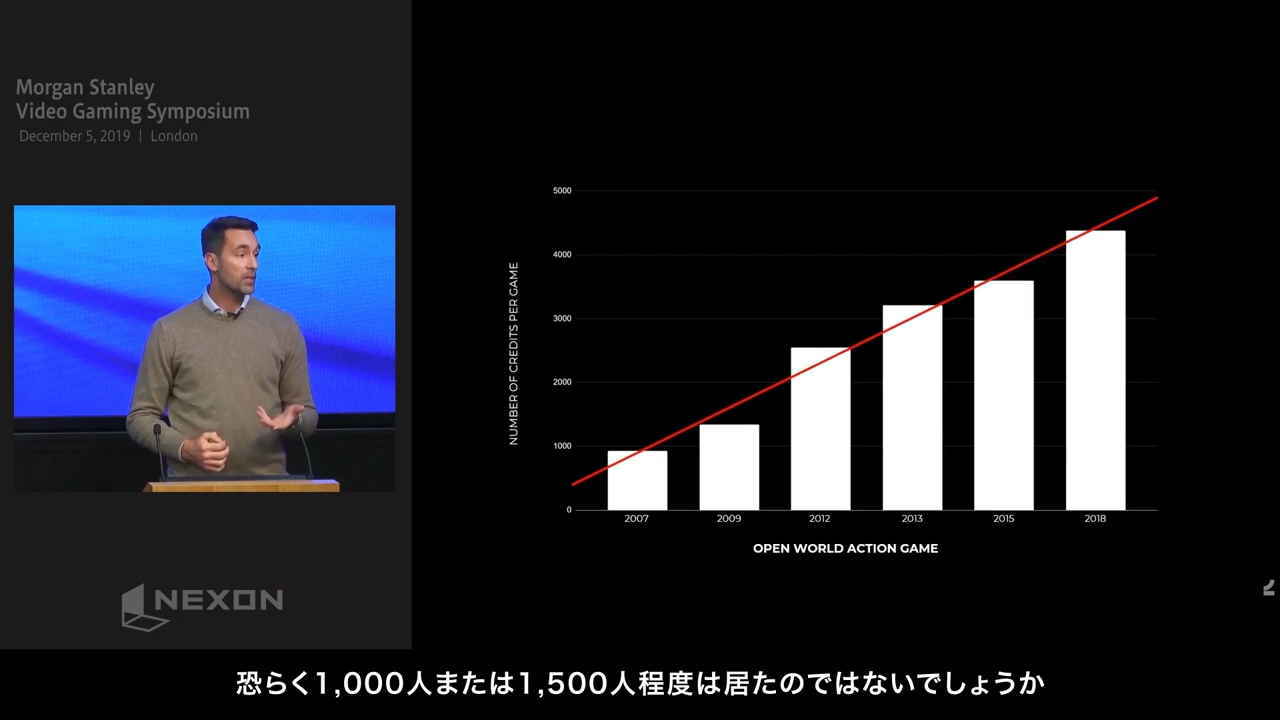 Morgan Stanley
Video Gaming Symposium
December 5, 2019 | London
NEXON
NUMBER OF CREDITS PER GAME
5000
4000
3000
2000
1000
0
2007 2009 2012 2013 2015 2018
OPEN WORLD ACTION GAME
恐らく1,000人または1,500人程度は居たのではないでしょうか